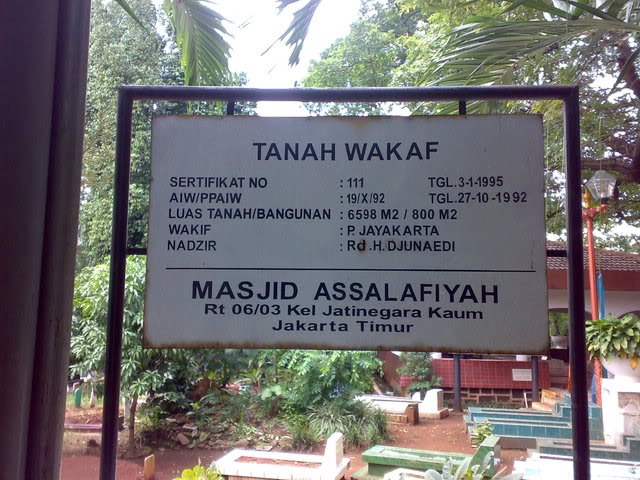 TANAH WAKAF
SERTIFIKAT NO : 111 TGL.3-1-1995
AIW/PPAIW : 19/X/92 TGL.27-10-1992
LUAS TANAH/BANGUNAN : 6598 M2 / 800 M2
WAKIF : P. JAYAKARTA
NADZIR : Rd .H.DJUNAEDI
MASJID ASSALAFIYAH
Rt 06/03 Kel Jatinegara Kaum
Jakarta Timur